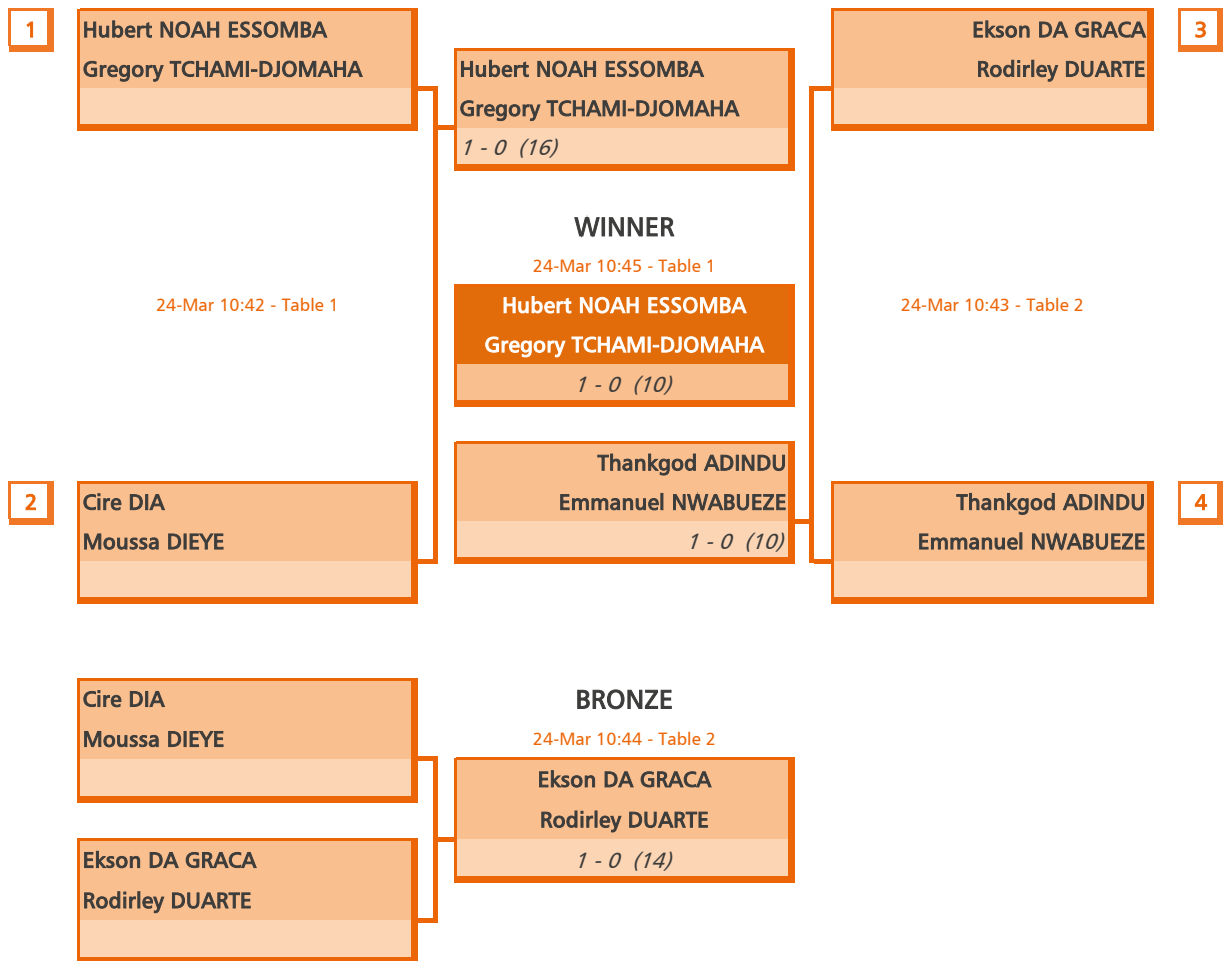 1
Hubert NOAH ESSOMBA
Gregory TCHAMI-DJOMAHA
Hubert NOAH ESSOMBA
Gregory TCHAMI-DJOMAHA
1 - 0 (16)
Ekson DA GRACA
Rodirley DUARTE
3
WINNER
24-Mar 10:45 - Table 1
24-Mar 10:42 - Table 1
Hubert NOAH ESSOMBA
Gregory TCHAMI-DJOMAHA
1 - 0 (10)
24-Mar 10:43 - Table 2
2
Cire DIA
Moussa DIEYE
Thankgod ADINDU
Emmanuel NWABUEZE
1 - 0 (10)
Thankgod ADINDU
Emmanuel NWABUEZE
4
Cire DIA
Moussa DIEYE
BRONZE
24-Mar 10:44 - Table 2
Ekson DA GRACA
Rodirley DUARTE
1 - 0 (14)
Ekson DA GRACA
Rodirley DUARTE